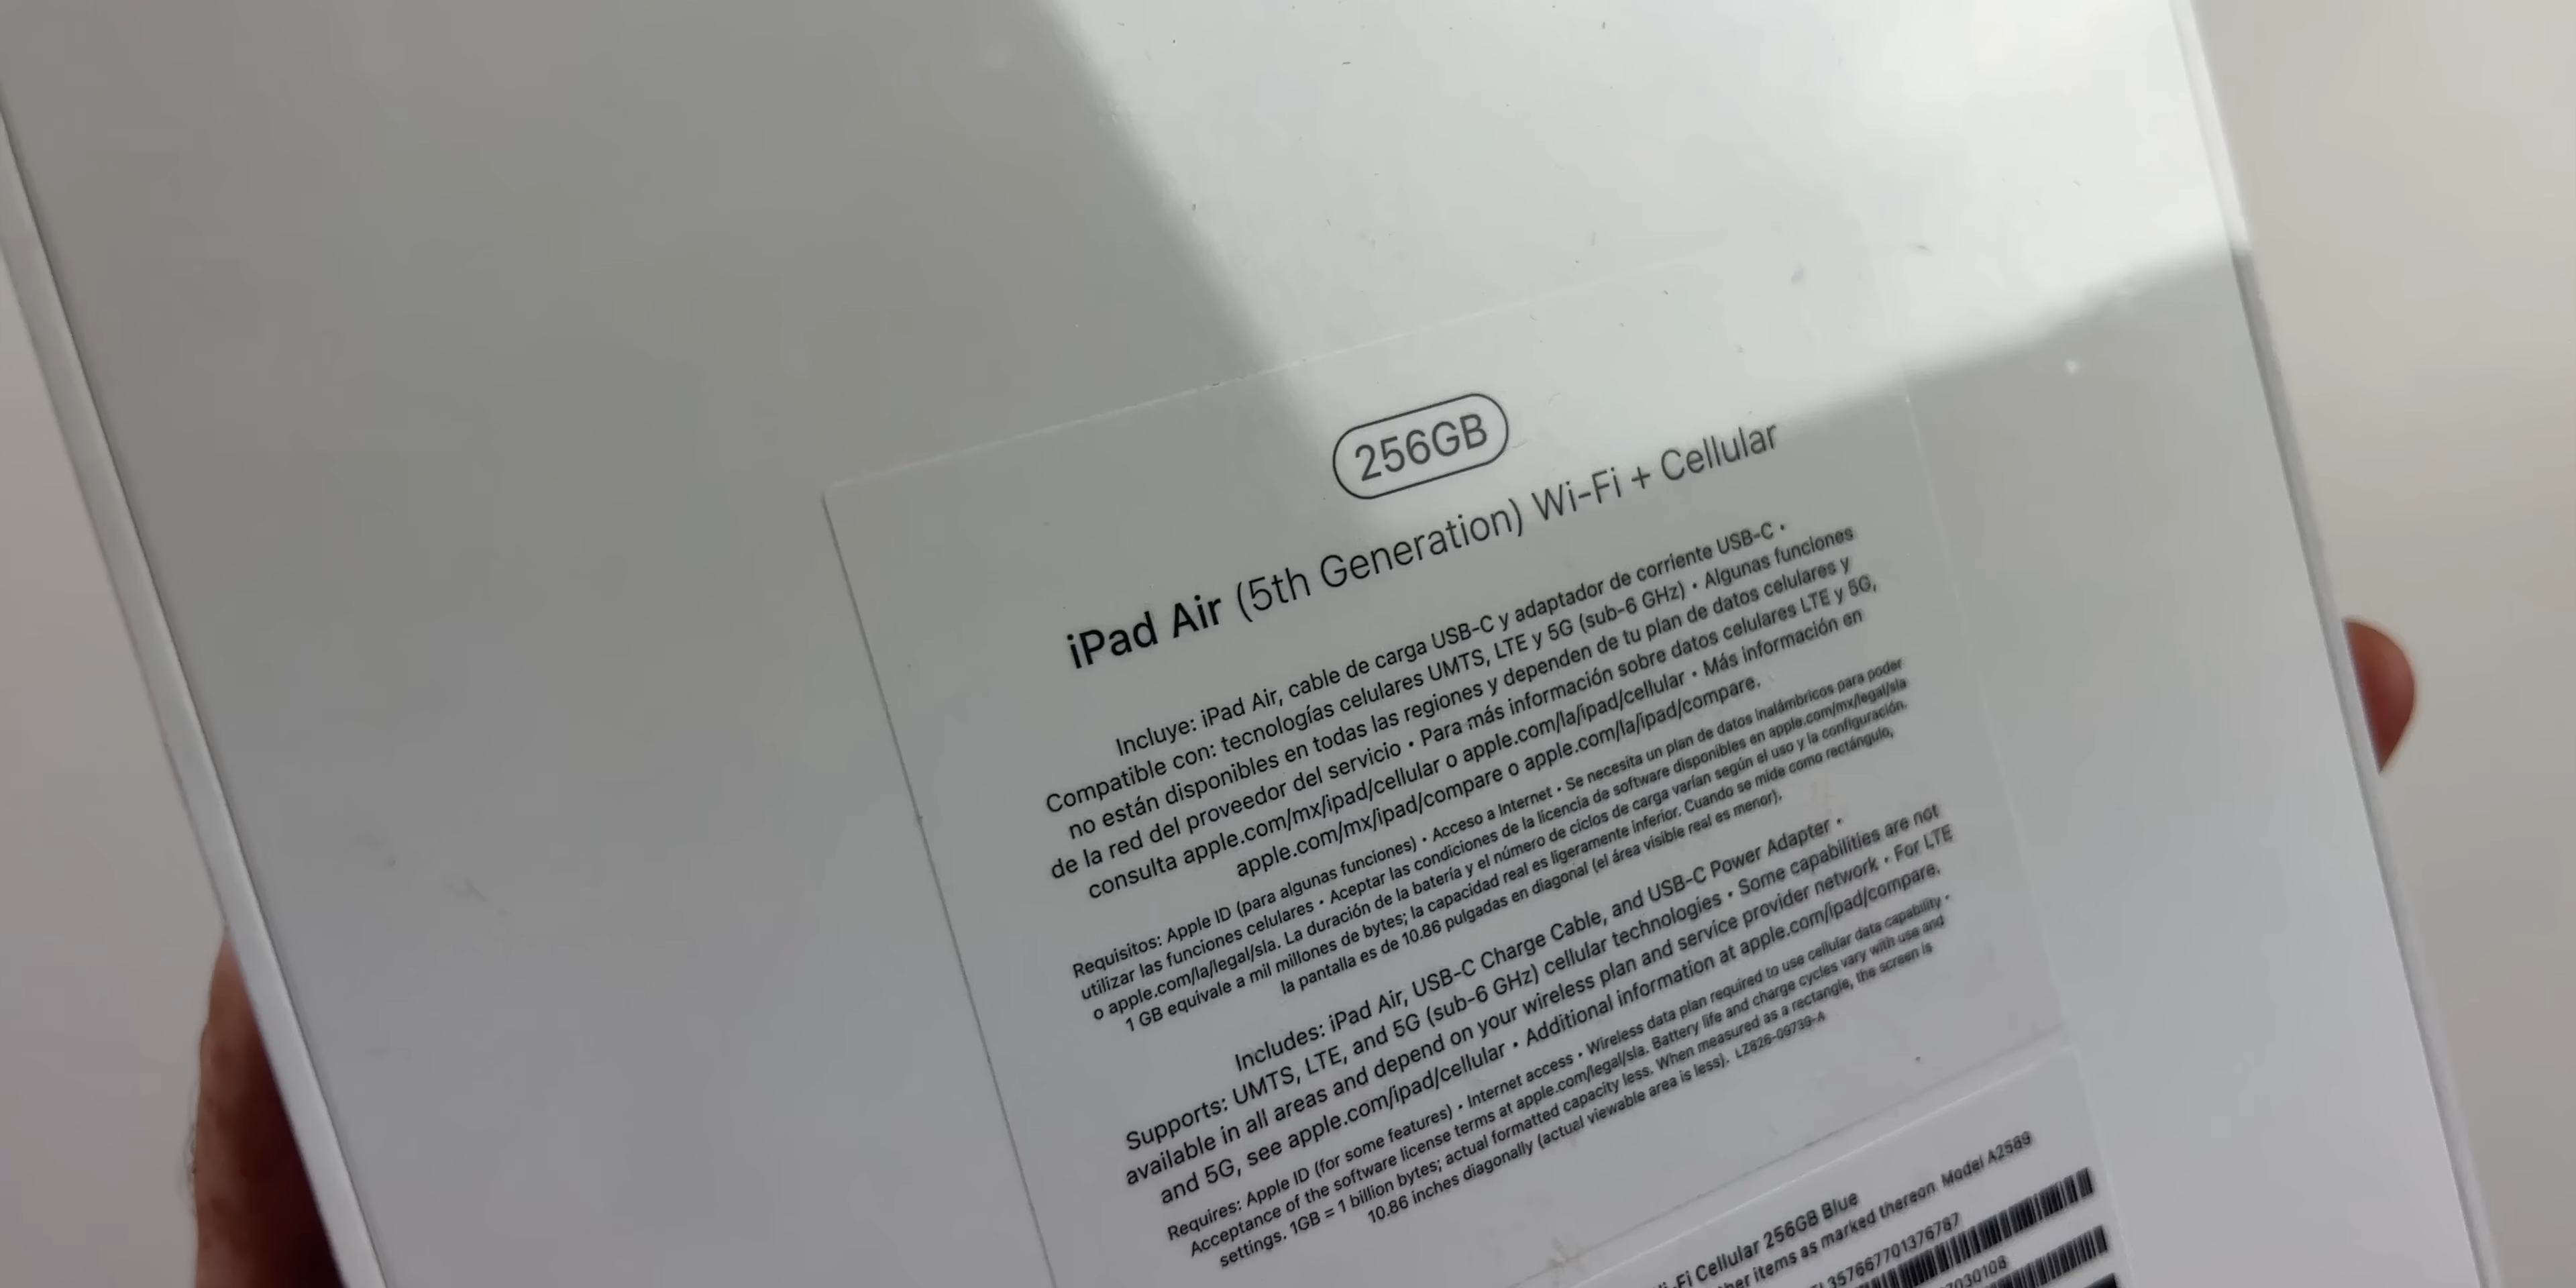 256GB
iPad Air (5th Generation) Wi-Fi + Cellular
Incluye: iPad Air, cable de carga USB-C y adaptador de corriente USB-C •
Compatible con: tecnologías celulares UMTS, LTE y 5G (sub-6 GHz) • Algunas funciones
no están disponibles en todas las regiones y dependen de tu plan de datos celulares y
de la red del proveedor del servicio • Para más información sobre datos celulares LTE y 5G,
consulta apple.com/mx/ipad/cellular o apple.com/la/ipad/cellular • Más información en
apple.com/mx/ipad/compare o apple.com/la/ipad/compare.
Requisitos: Apple ID (para algunas funciones) • Acceso a Internet • Se necesita un plan de datos inalámbricos para poder
utilizar las funciones celulares • Aceptar las condiciones de la licencia de software disponibles en apple.com/mx/legal/sla
o apple.com/la/legal/sla. La duración de la batería y el número de ciclos de carga varían según el uso y la configuración.
1 GB equivale a mil millones de bytes; la capacidad real es ligeramente inferior. Cuando se mide como rectángulo,
la pantalla es de 10.86 pulgadas en diagonal (el área visible real es menor).
Includes: iPad Air, USB-C Charge Cable, and USB-C Power Adapter •
Supports: UMTS, LTE, and 5G (sub-6 GHz) cellular technologies • Some capabilities are not
available in all areas and depend on your wireless plan and service provider network • For LTE
and 5G, see apple.com/ipad/cellular • Additional information at apple.com/ipad/compare.
Requires: Apple ID (for some features) • Internet access • Wireless data plan required to use cellular data capability •
Acceptance of the software license terms at apple.com/legal/sla. Battery life and charge cycles vary with use and
settings. 1GB = 1 billion bytes; actual formatted capacity less. When measured as a rectangle, the screen is
10.86 inches diagonally (actual viewable area is less). LZ826-09739-A
Wi-Fi Cellular 256GB Blue
other items as marked thereon Model A2589
357667701376787
7030108